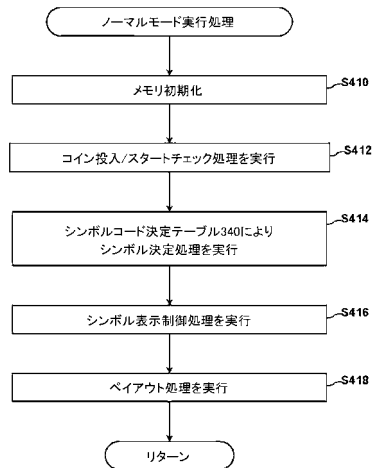 ノーマルモード実行処理
メモリ初期化
S410
コイン投入/スタートチェック処理を実行
S412
シンボルコード決定テーブル340により
シンボル決定処理を実行
S414
シンボル表示制御処理を実行
S416
ペイアウト処理を実行
S418
リターン